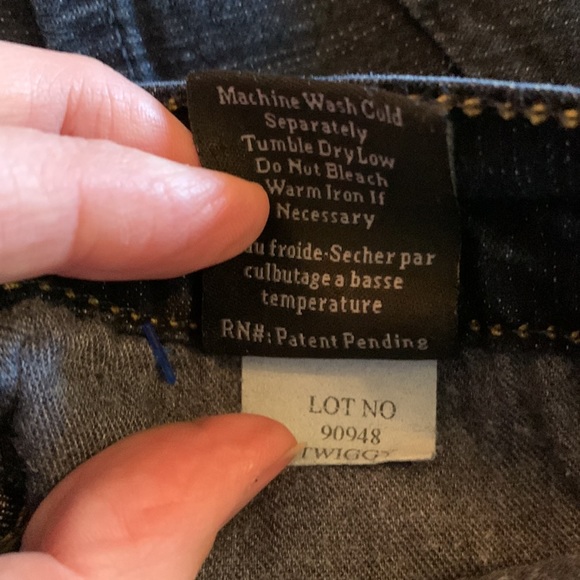 Machine Wash Cold
Separately
Tumble Dry Low
Do Not Bleach
Warm Iron If
Necessary
au froide-Secher par
culbutage a basse
temperature
RN#: Patent Pending
LOT NO
90948
TWIGGY